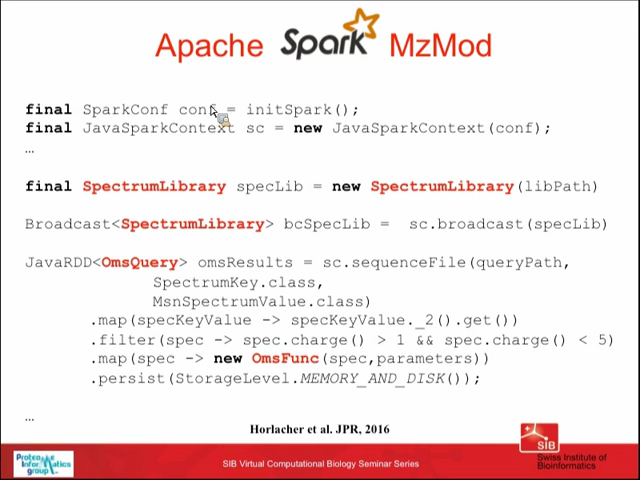 Apache Spark MzMod
final SparkConf conf = initSpark();
final JavaSparkContext sc = new JavaSparkContext(conf);
…
final SpectrumLibrary specLib = new SpectrumLibrary(libPath)
Broadcast<SpectrumLibrary> bcSpecLib = sc.broadcast(specLib)
JavaRDD<OmsQuery> omsResults = sc.sequenceFile(queryPath,
SpectrumKey.class,
MsnSpectrumValue.class)
.map(specKeyValue -> specKeyValue._2().get())
.filter(spec -> spec.charge() > 1 && spec.charge() < 5)
.map(spec -> new OmsFunc(spec,parameters))
.persist(StorageLevel.MEMORY_AND_DISK());
…
Horlacher et al. JPR, 2016
Proteome
Informatics
group
SIB Virtual Computational Biology Seminar Series
SIB
Swiss Institute of
Bioinformatics